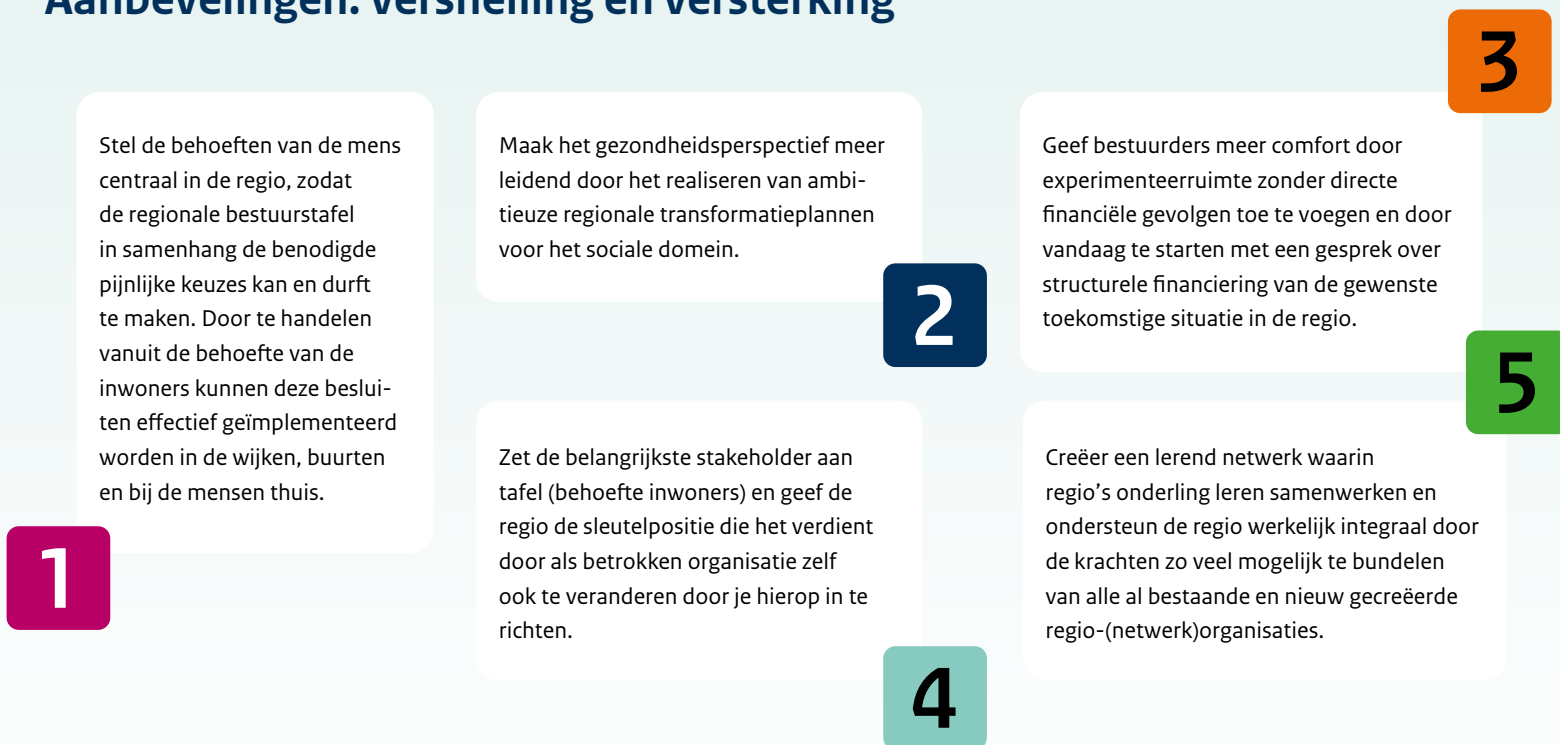 Aanbevelingen: versnelling en versterking
Stel de behoeften van de mens
centraal in de regio, zodat
de regionale bestuurstafel
in samenhang de benodigde
pijnlijke keuzes kan en durft
te maken. Door te handelen
vanuit de behoefte van de
inwoners kunnen deze beslui-
ten effectief geïmplementeerd
worden in de wijken, buurten
en bij de mensen thuis.
1
Maak het gezondheidsperspectief meer
leidend door het realiseren van ambi-
tieuze regionale transformatieplannen
voor het sociale domein.
2
3
Geef bestuurders meer comfort door
experimenteerruimte zonder directe
financiële gevolgen toe te voegen en door
vandaag te starten met een gesprek over
structurele financiering van de gewenste
toekomstige situatie in de regio.
Zet de belangrijkste stakeholder aan
tafel (behoefte inwoners) en geef de
regio de sleutelpositie die het verdient
door als betrokken organisatie zelf
ook te veranderen door je hierop in te
richten.
4
5
Creëer een lerend netwerk waarin
regio’s onderling leren samenwerken en
ondersteun de regio werkelijk integraal door
de krachten zo veel mogelijk te bundelen
van alle al bestaande en nieuw gecreëerde
regio-(netwerk)organisaties.